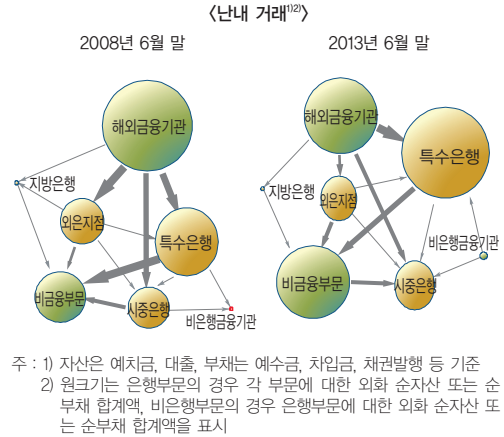 〈난내 거래¹⁾²⁾〉
2008년 6월 말
2013년 6월 말
해외금융기관
지방은행
외은지점
특수은행
비금융부문
시중은행
비은행금융기관
해외금융기관
특수은행
지방은행
외은지점
비은행금융기관
비금융부문
시중은행
주 : 1) 자산은 예치금, 대출, 부채는 예수금, 차입금, 채권발행 등 기준
2) 원크기는 은행부문의 경우 각 부문에 대한 외화 순자산 또는 순
부채 합계액, 비은행부문의 경우 은행부문에 대한 외화 순자산 또
는 순부채 합계액을 표시